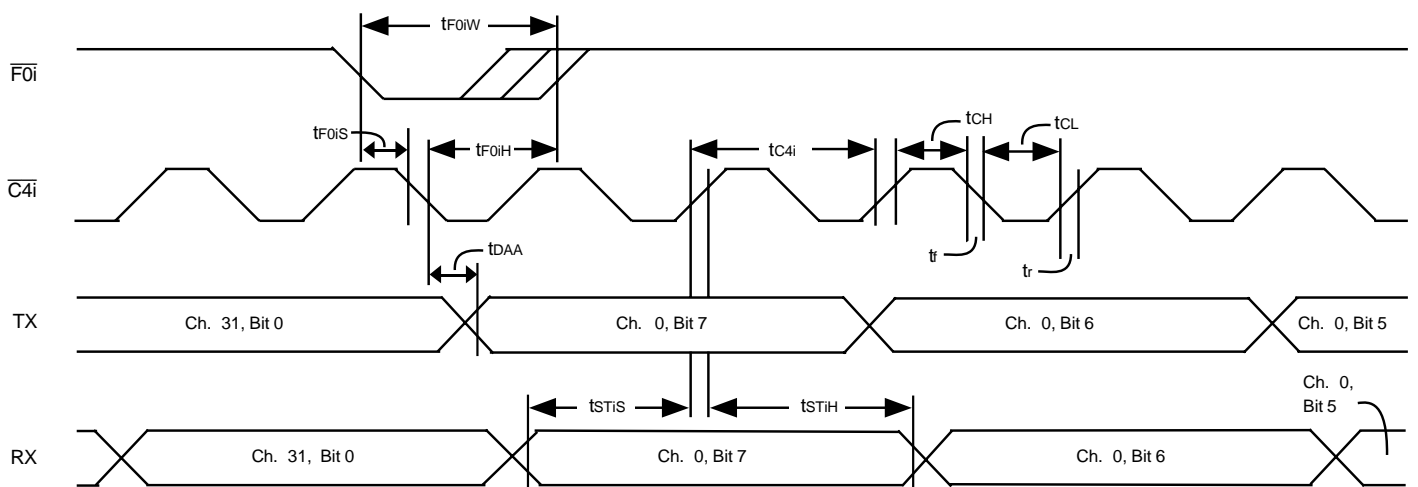 tF0iW
F0i
tF0iS
tF0iH
tC4i
tCH
tCL
C4i
tDAA
tf
tr
TX
Ch. 31, Bit 0
Ch. 0, Bit 7
Ch. 0, Bit 6
Ch. 0, Bit 5
tSTiS
tSTiH
Ch. 0,
Bit 5
RX
Ch. 31, Bit 0
Ch. 0, Bit 7
Ch. 0, Bit 6